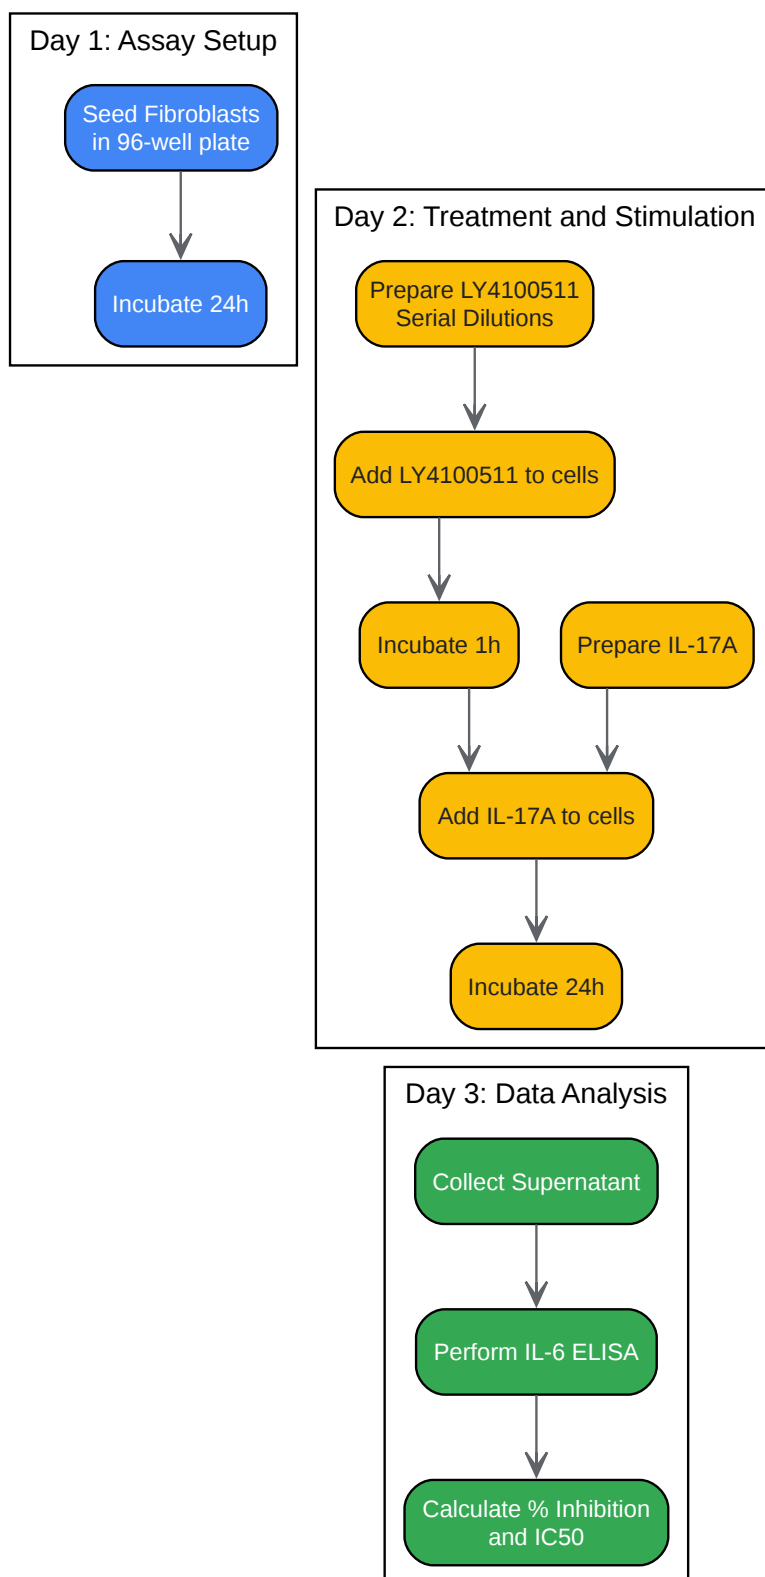 Day 1: Assay Setup
Seed Fibroblasts
in 96-well plate
Incubate 24h
Day 2: Treatment and Stimulation
Prepare LY4100511
Serial Dilutions
Add LY4100511 to cells
Incubate 1h
Prepare IL-17A
Add IL-17A to cells
Incubate 24h
Day 3: Data Analysis
Collect Supernatant
Perform IL-6 ELISA
Calculate % Inhibition
and IC50